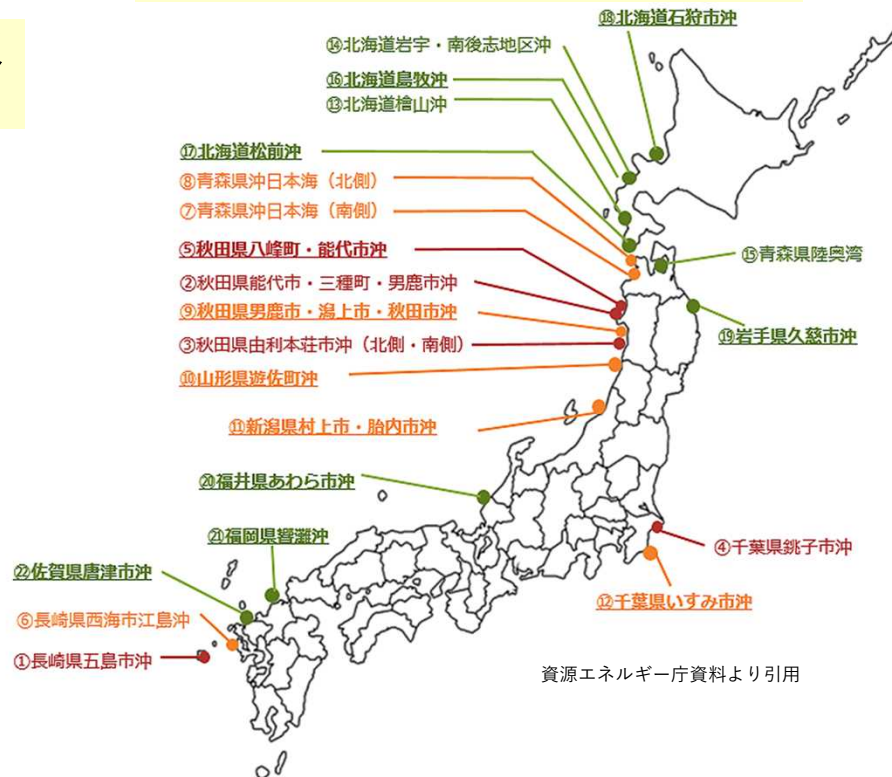 ⑱北海道石狩市沖
⑭北海道岩宇・南後志地区沖
⑯北海道島牧沖
⑬北海道檜山沖
⑰北海道松前沖
⑧青森県沖日本海（北側）
⑦青森県沖日本海（南側）
⑤秋田県八峰町・能代市沖
⑮青森県陸奥湾
②秋田県能代市・三種町・男鹿市沖
⑨秋田県男鹿市・潟上市・秋田市沖
⑲岩手県久慈市沖
③秋田県由利本荘市沖（北側・南側）
⑩山形県遊佐町沖
⑪新潟県村上市・胎内市沖
⑳福井県あわら市沖
㉑福岡県響灘沖
④千葉県銚子市沖
㉒佐賀県唐津市沖
⑫千葉県いすみ市沖
⑥長崎県西海市江島沖
①長崎県五島市沖
資源エネルギー庁資料より引用